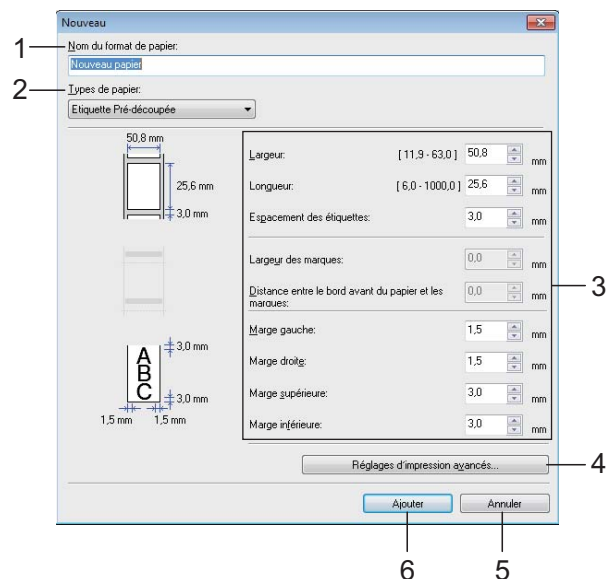 Nouveau
1
Nom du format de papier:
Nouveau papier
2
Types de papier:
Etiquette Pré-découpée
50,8 mm
25,6 mm
3,0 mm
Largeur: [ 11,9 - 63,0 ] 50,8 mm
Longueur: [ 6,0 - 1000,0 ] 25,6 mm
Espacement des étiquettes: 3,0 mm
Largeur des marques: 0,0 mm
Distance entre le bord avant du papier et les
marques: 0,0 mm
3
Marge gauche: 1,5 mm
Marge droite: 1,5 mm
Marge supérieure: 3,0 mm
Marge inférieure: 3,0 mm
3,0 mm
A
B
C
3,0 mm
1,5 mm 1,5 mm
Réglages d'impression avancés...
4
Ajouter Annuler
6 5